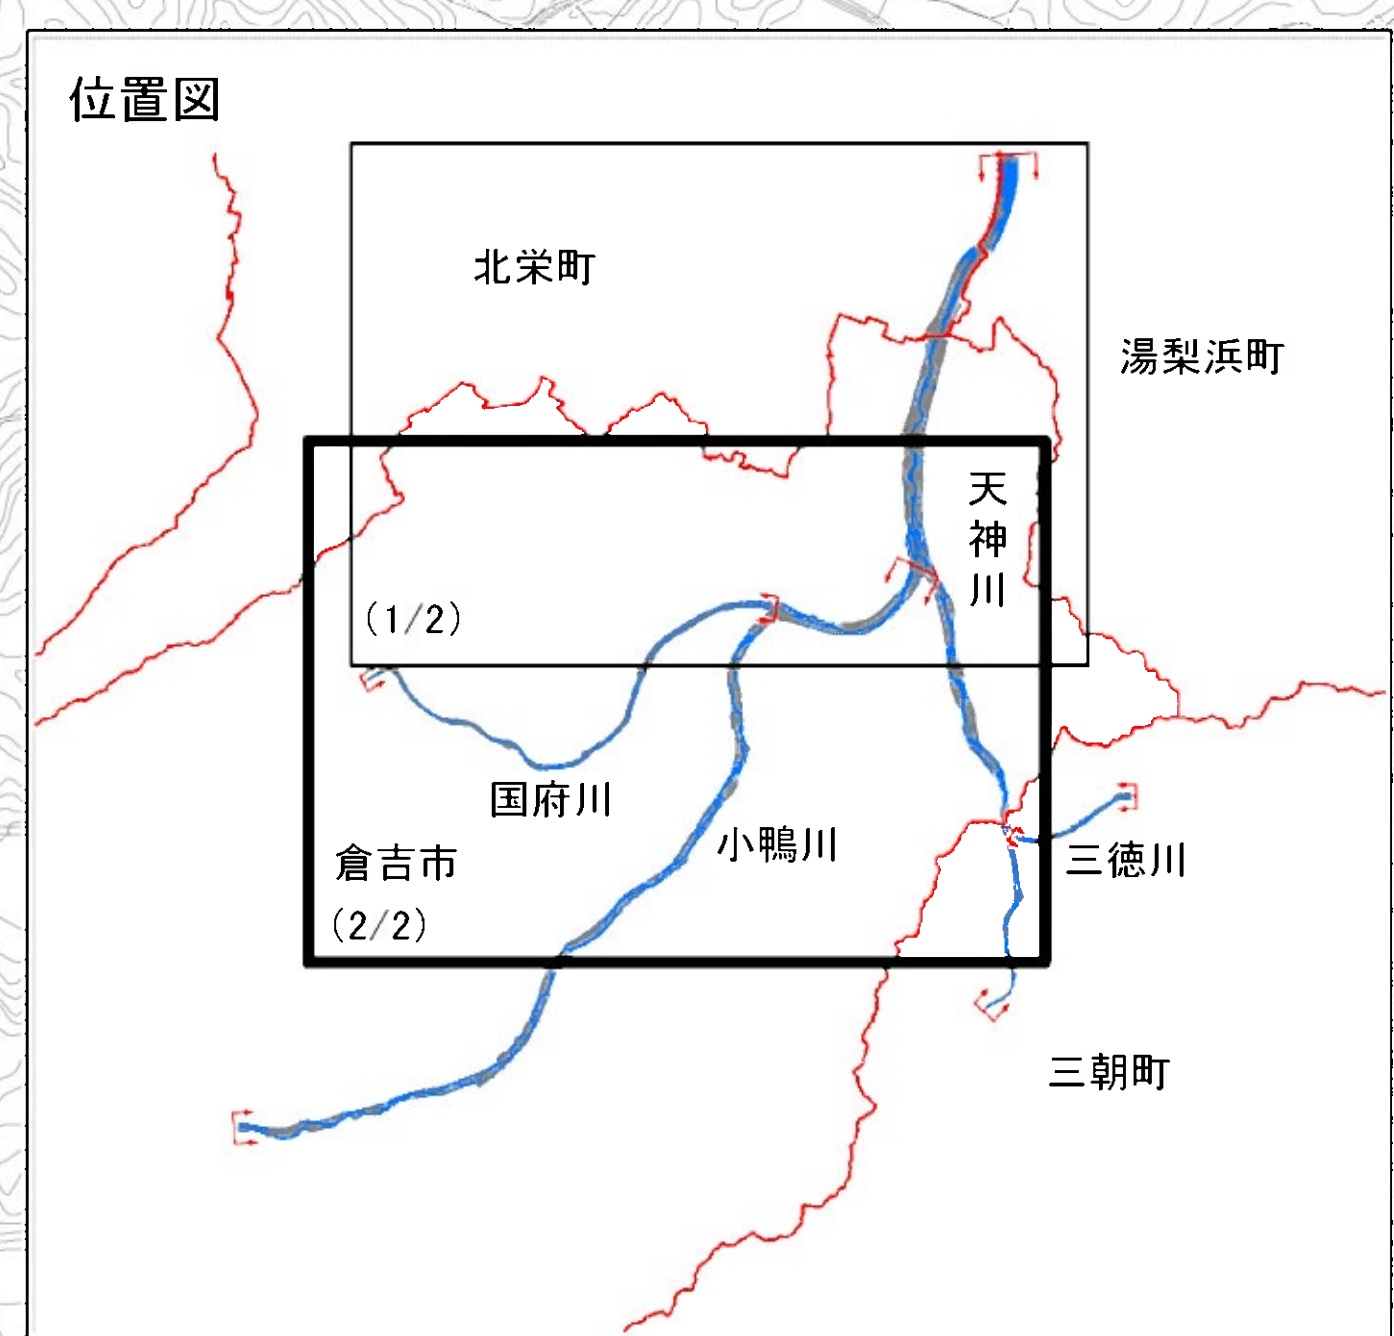 位置図
北栄町
湯梨浜町
天神川
(1/2)
国府川
小鴨川
倉吉市
三徳川
(2/2)
三朝町